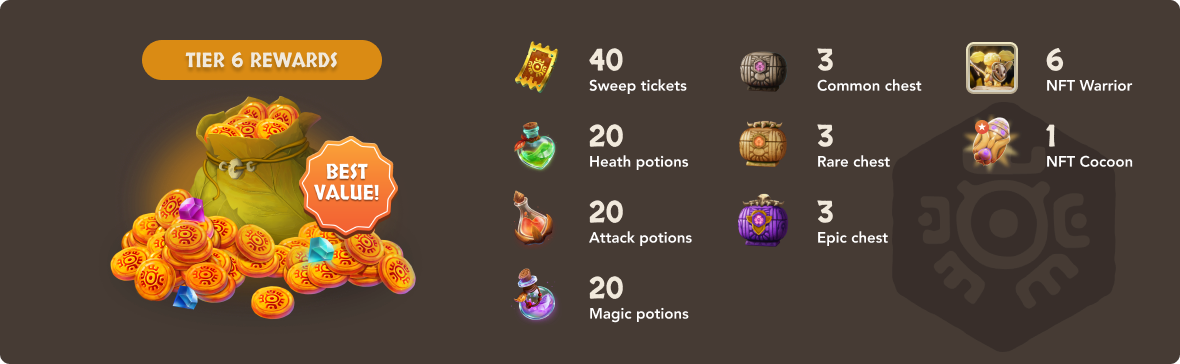 TIER 6 REWARDS
BEST
VALUE!
40
Sweep tickets
20
Heath potions
20
Attack potions
20
Magic potions
3
Common chest
3
Rare chest
3
Epic chest
6
NFT Warrior
1
NFT Cocoon